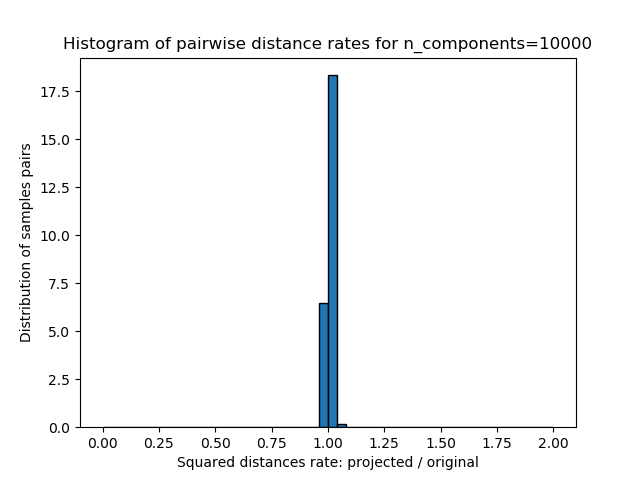 Histogram of pairwise distance rates for n_components=10000
17.5
15.0
12.5
10.0
7.5
5.0
2.5
0.0
Distribution of samples pairs
0.00 0.25 0.50 0.75 1.00 1.25 1.50 1.75 2.00
Squared distances rate: projected / original